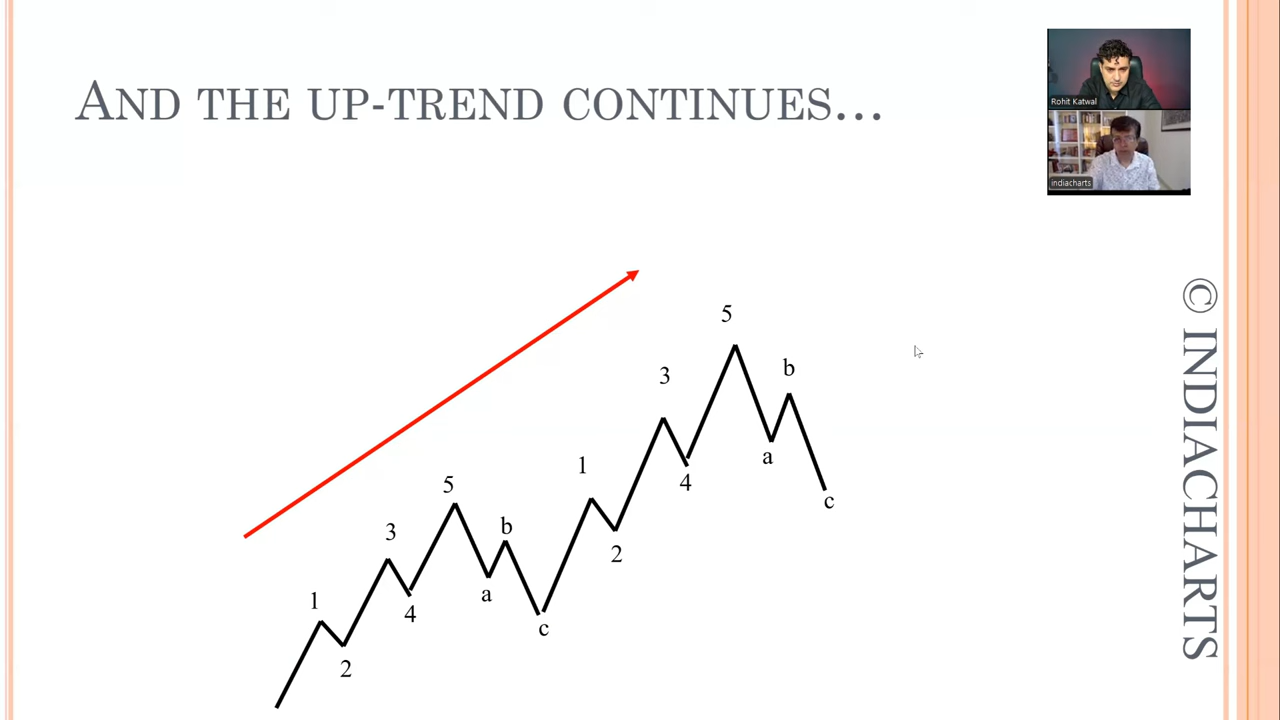 AND THE UP-TREND CONTINUES...
Rohit Katwal
indiacharts
© INDIACHARTS
5
3
b
1
a
4
5
c
3
b
2
1
a
4
c
2